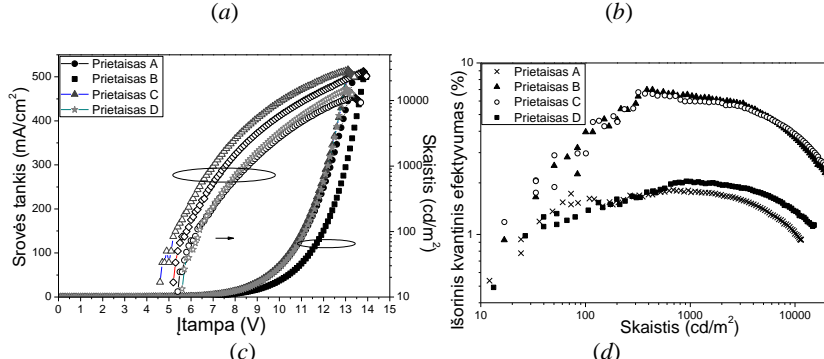 (a)
(b)
Srovės tankis (mA/cm²)
500
400
300
200
100
0
Prietaisas A
Prietaisas B
Prietaisas C
Prietaisas D
0 1 2 3 4 5 6 7 8 9 10 11 12 13 14 15
Įtampa (V)
10000
1000
100
10
Skaistis (cd/m²)
Išorinis kvantinis efektyvumas (%)
10
1
Prietaisas A
Prietaisas B
Prietaisas C
Prietaisas D
10 100 1000 10000
Skaistis (cd/m²)
(c)
(d)